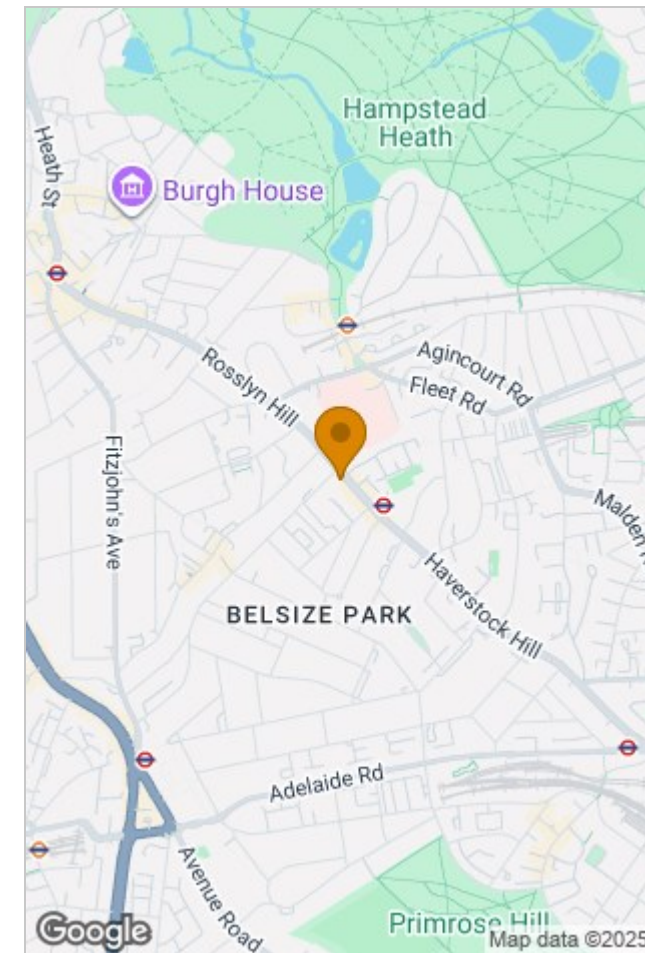 Hampstead
Heath
Heath St
Burgh House
Rosslyn Hill
Agincourt Rd
Fleet Rd
Fitzjohn's Ave
Malden
Haverstock Hill
BELSIZE PARK
Adelaide Rd
Avenue Road
Primrose Hill
Google
Map data ©2025